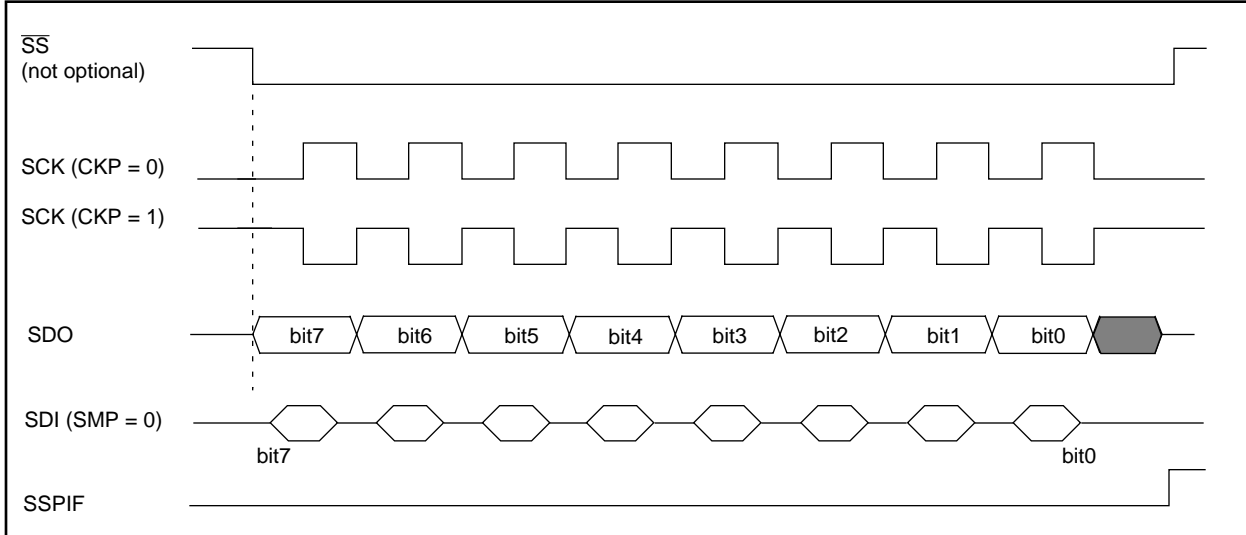 S̅S̅
(not optional)
SCK (CKP = 0)
SCK (CKP = 1)
SDO
bit7 bit6 bit5 bit4 bit3 bit2 bit1 bit0
SDI (SMP = 0)
bit7 bit0
SSPIF